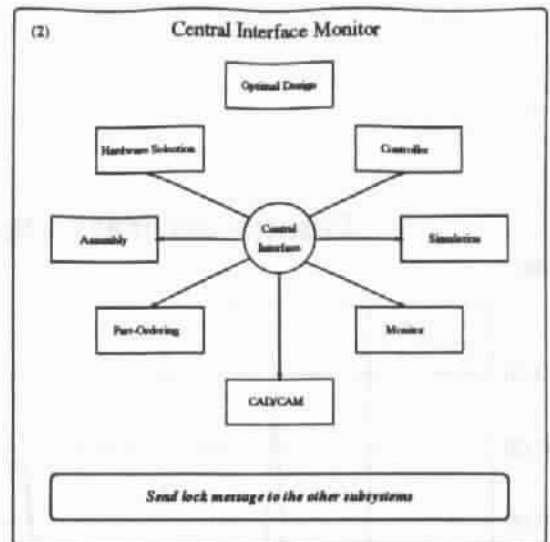 (2) Central Interface Monitor
Optimal Design
Hardware Selection
Controller
Central
Interface
Assembly
Simulation
Part-Ordering
Monitor
CAD/CAM
Send lock message to the other subsystems